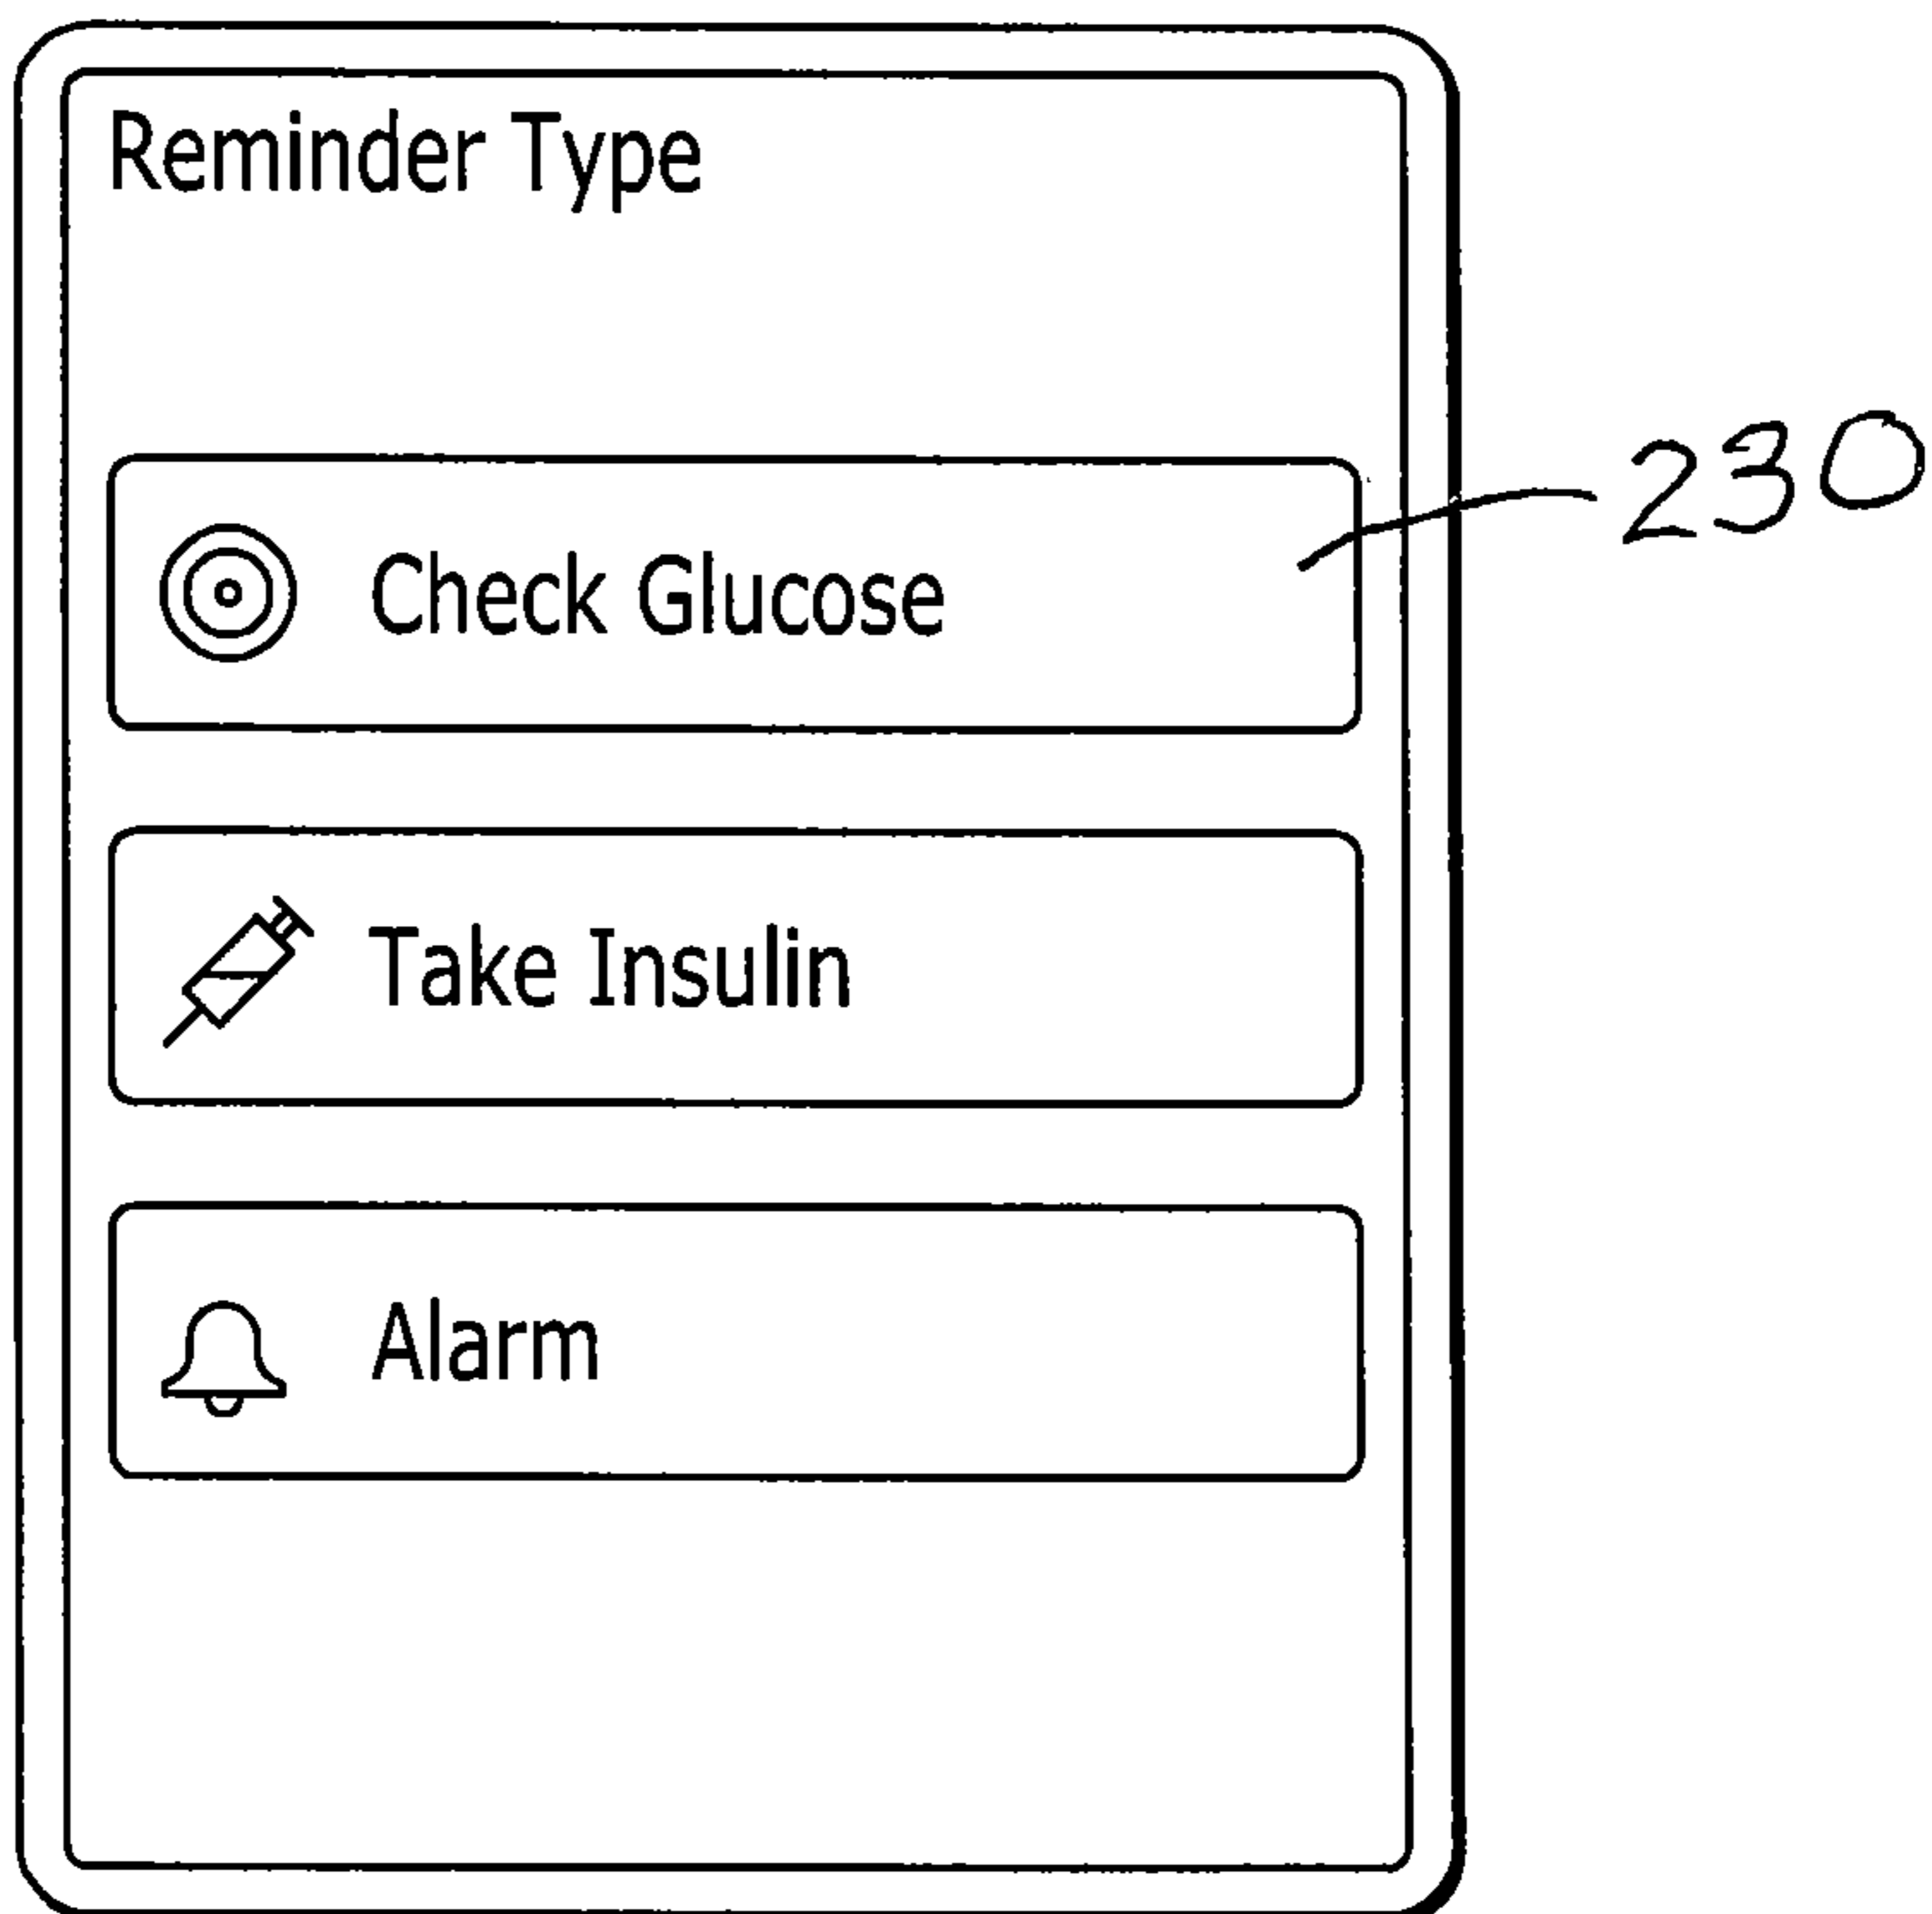 Reminder Type
230
Check Glucose
Take Insulin
Alarm